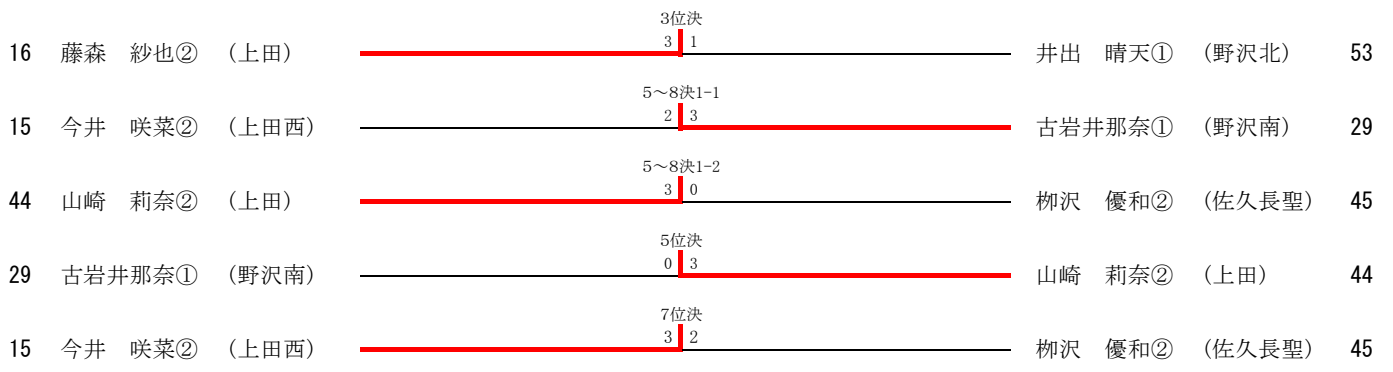 3位決
16 藤森　紗也② （上田） 3 1 井出　晴天① （野沢北） 53
5～8決1-1
15 今井　咲菜② （上田西） 2 3 古岩井那奈① （野沢南） 29
5～8決1-2
44 山崎　莉奈② （上田） 3 0 栁沢　優和② （佐久長聖） 45
5位決
29 古岩井那奈① （野沢南） 0 3 山崎　莉奈② （上田） 44
7位決
15 今井　咲菜② （上田西） 3 2 栁沢　優和② （佐久長聖） 45